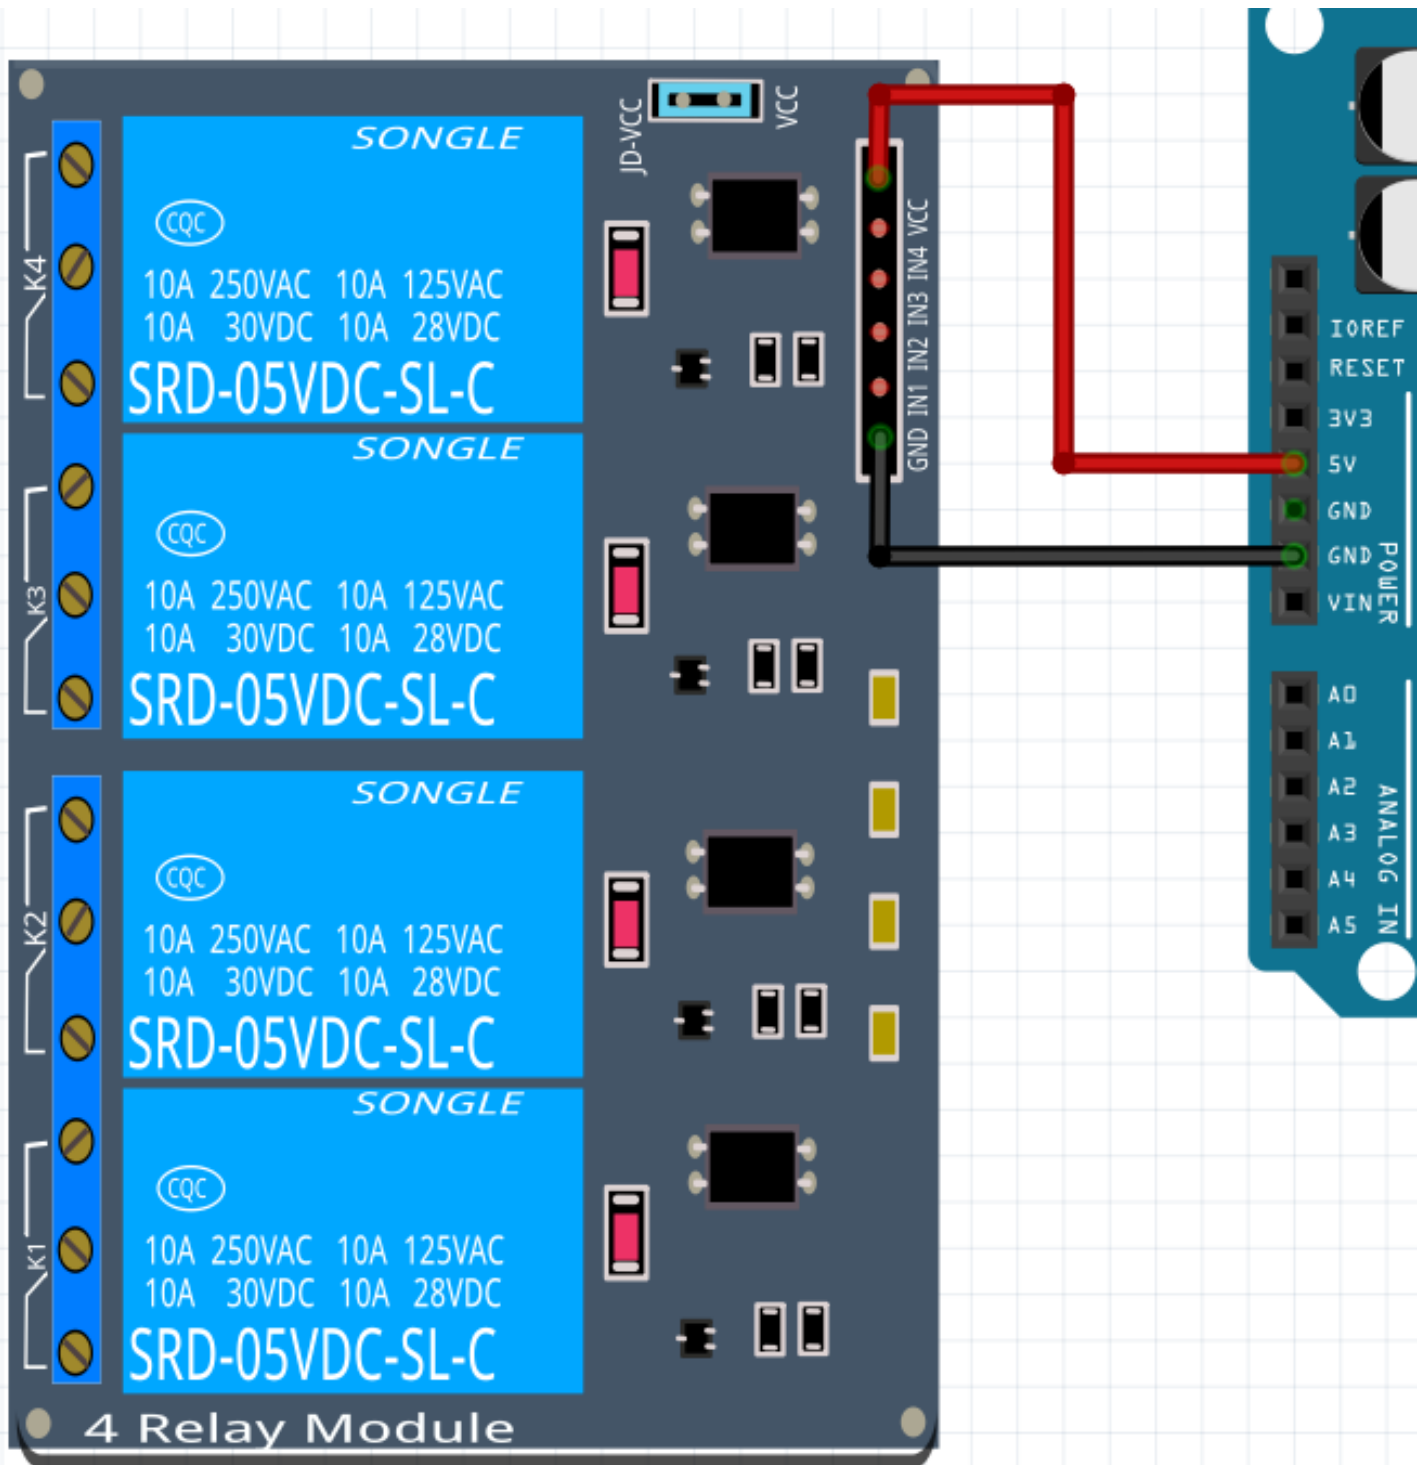 JD-VCC
VCC
SONGLE
CQC
10A 250VAC 10A 125VAC
10A 30VDC 10A 28VDC
SRD-05VDC-SL-C
K4
SONGLE
CQC
10A 250VAC 10A 125VAC
10A 30VDC 10A 28VDC
SRD-05VDC-SL-C
K3
SONGLE
CQC
10A 250VAC 10A 125VAC
10A 30VDC 10A 28VDC
SRD-05VDC-SL-C
K2
SONGLE
CQC
10A 250VAC 10A 125VAC
10A 30VDC 10A 28VDC
SRD-05VDC-SL-C
K1
4 Relay Module
GND IN1 IN2 IN3 IN4 VCC
IOREF
RESET
3V3
5V
GND
GND
VIN
POWER
A0
A1
A2
A3
A4
A5
ANALOG IN